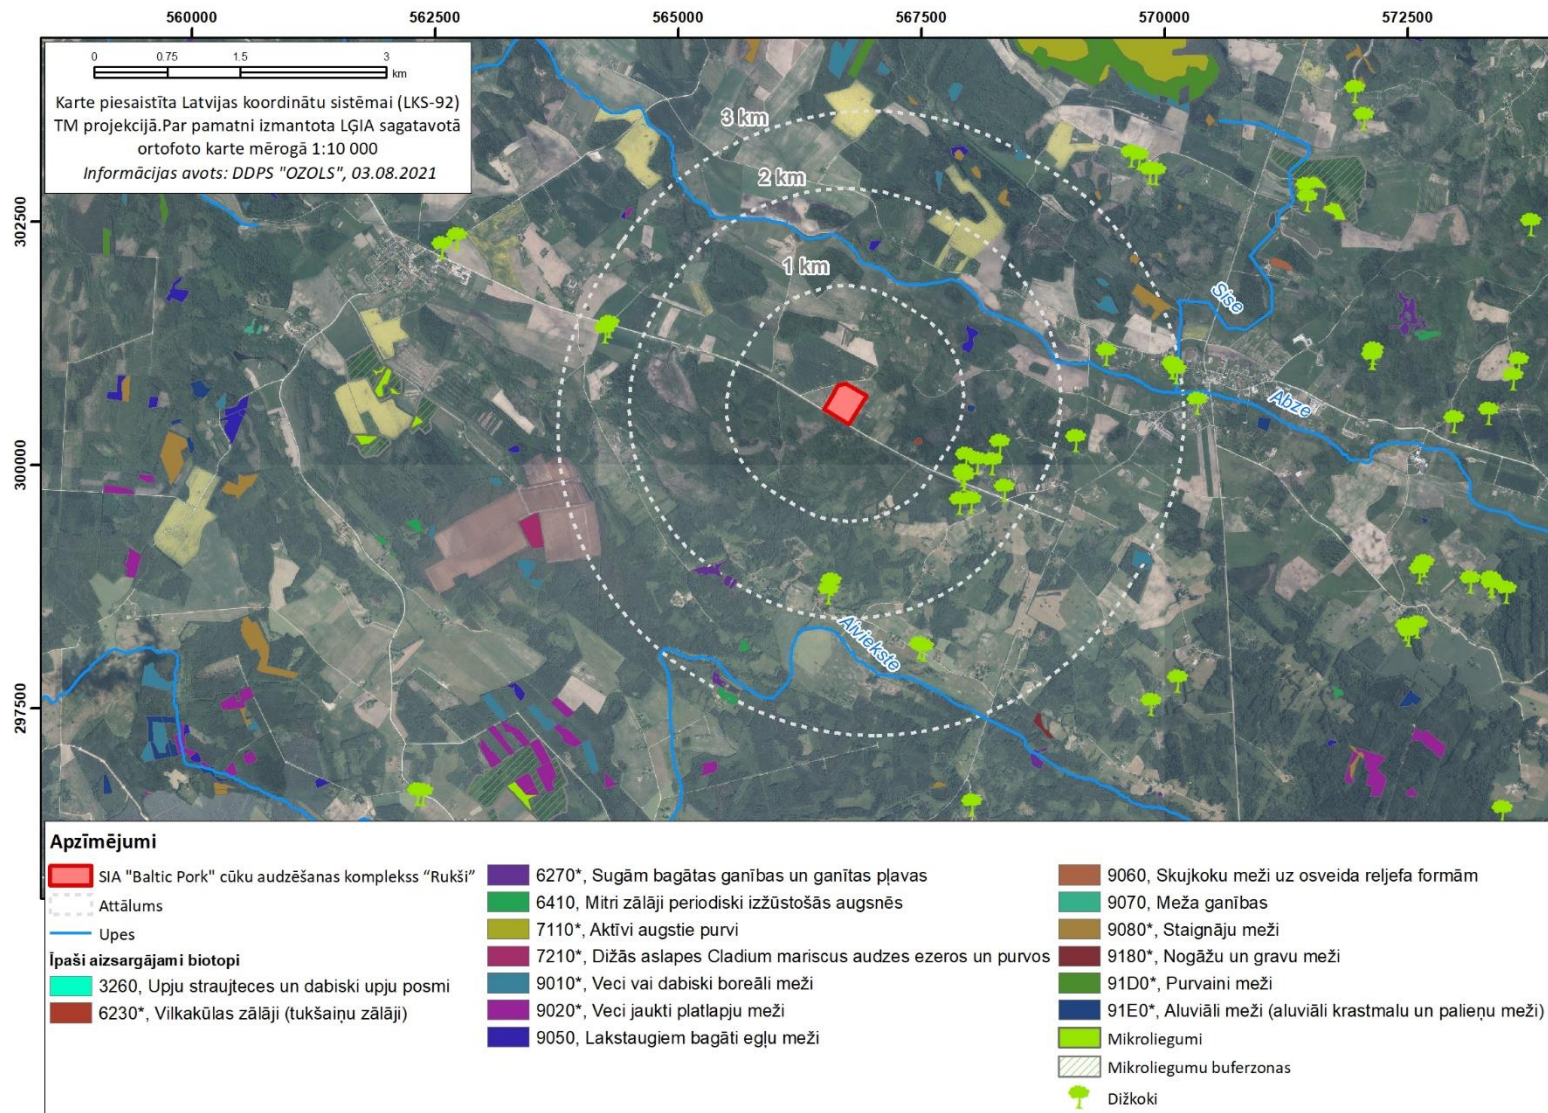 560000 562500 565000 567500 570000 572500
0 0.75 1.5 3
km
Karte piesaistīta Latvijas koordinātu sistēmai (LKS-92)
TM projekcijā.Par pamatni izmantota LĢIA sagatavotā
ortofoto karte mērogā 1:10 000
Informācijas avots: DDPS "OZOLS", 03.08.2021
3 km
2 km
1 km
302500
300000
297500
Sise
Abze
Alviekste
Apzīmējumi
SIA "Baltic Pork" cūku audzēšanas komplekss “Rukši”
Attālums
Upes
Īpaši aizsargājami biotopi
3260, Upju straujteces un dabiski upju posmi
6230*, Vilkakūlas zālāji (tukšaiņu zālāji)
6270*, Sugām bagātas ganības un ganītas pļavas
6410, Mitri zālāji periodiski izžūstošās augsnēs
7110*, Aktīvi augstie purvi
7210*, Dižās aslapes Cladium mariscus audzes ezeros un purvos
9010*, Veci vai dabiski boreāli meži
9020*, Veci jaukti platlapju meži
9050, Lakstaugiem bagāti egļu meži
9060, Skujkoku meži uz osveida reljefa formām
9070, Meža ganības
9080*, Staignāju meži
9180*, Nogāžu un gravu meži
91D0*, Purvaini meži
91E0*, Aluviāli meži (aluviāli krastmalu un palieņu meži)
Mikroliegumi
Mikroliegumu buferzonas
Dižkoki